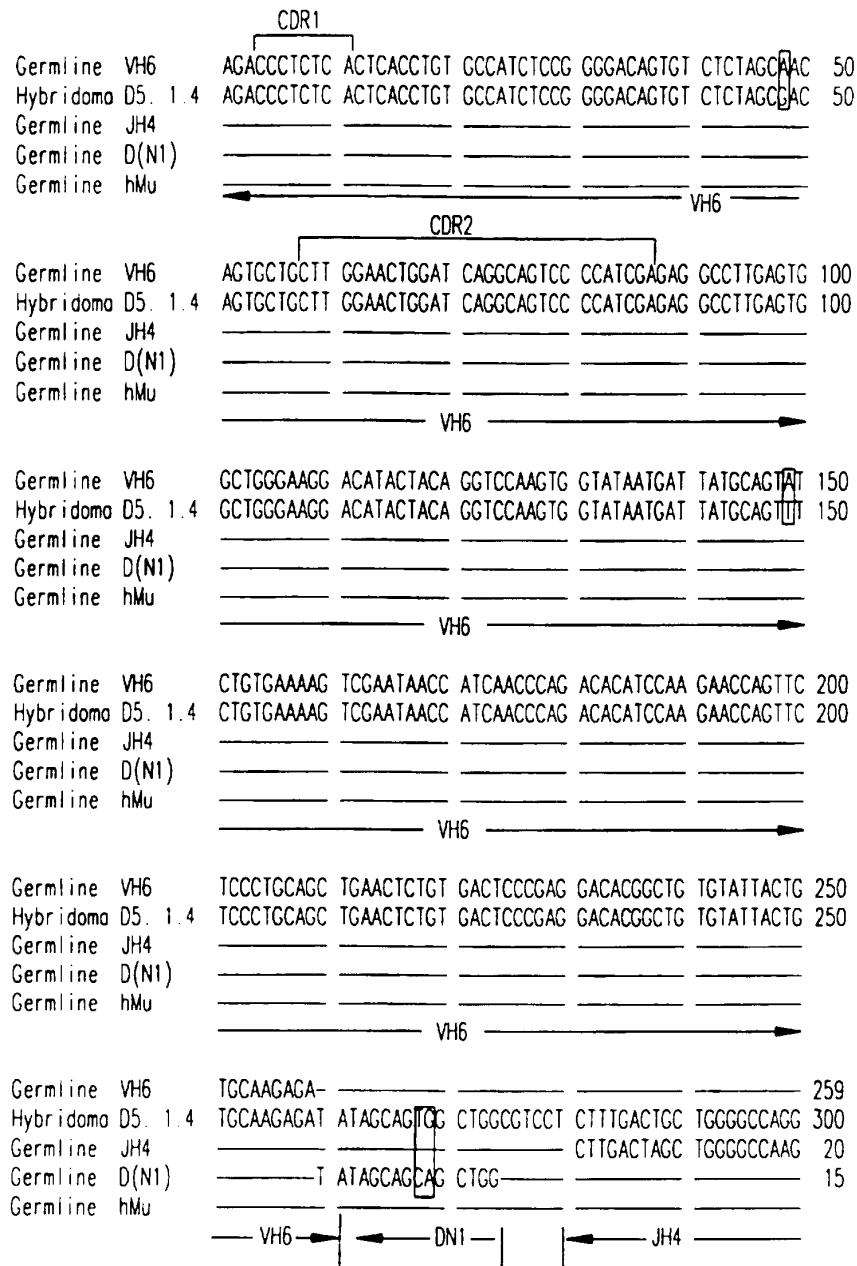 CDR1
Germline VH6 AGACCCTCTC ACTCACCTGT GCCATCTCCG GGGACAGTGT CTCTAGCAAC 50
Hybridoma D5. 1.4 AGACCCTCTC ACTCACCTGT GCCATCTCCG GGGACAGTGT CTCTAGCGAC 50
Germline JH4
Germline D(N1)
Germline hMu
VH6
CDR2
Germline VH6 AGTGCTGCTT GGAACTGGAT CAGGCAGTCC CCATCGAGAG GCCTTGAGTG 100
Hybridoma D5. 1.4 AGTGCTGCTT GGAACTGGAT CAGGCAGTCC CCATCGAGAG GCCTTGAGTG 100
Germline JH4
Germline D(N1)
Germline hMu
VH6
Germline VH6 GCTGGGAAGG ACATACTACA GGTCCAAGTG GTATAATGAT TATGCAGTAT 150
Hybridoma D5. 1.4 GCTGGGAAGG ACATACTACA GGTCCAAGTG GTATAATGAT TATGCAGTTT 150
Germline JH4
Germline D(N1)
Germline hMu
VH6
Germline VH6 CTGTGAAAAG TCGAATAACC ATCAACCCAG ACACATCCAA GAACCAGTTC 200
Hybridoma D5. 1.4 CTGTGAAAAG TCGAATAACC ATCAACCCAG ACACATCCAA GAACCAGTTC 200
Germline JH4
Germline D(N1)
Germline hMu
VH6
Germline VH6 TCCCTGCAGC TGAACTCTGT GACTCCCGAG GACACGGCTG TGTATTACTG 250
Hybridoma D5. 1.4 TCCCTGCAGC TGAACTCTGT GACTCCCGAG GACACGGCTG TGTATTACTG 250
Germline JH4
Germline D(N1)
Germline hMu
VH6
Germline VH6 TGCAAGAGA- 259
Hybridoma D5. 1.4 TGCAAGAGAT ATAGCAGTGG CTGGCGTCCT CTTTGACTGC TGGGGCCAGG 300
Germline JH4 CTTGACTAGC TGGGGCCAAG 20
Germline D(N1) T ATAGCAGCAG CTGG 15
Germline hMu
VH6 DN1 JH4